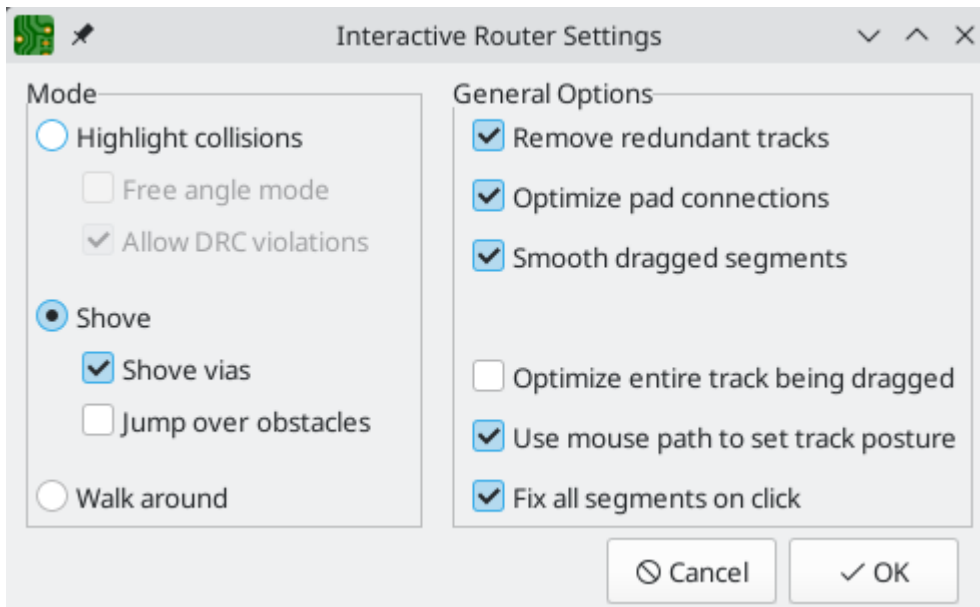 Interactive Router Settings
Mode
Highlight collisions
Free angle mode
Allow DRC violations
Shove
Shove vias
Jump over obstacles
Walk around
General Options
Remove redundant tracks
Optimize pad connections
Smooth dragged segments
Optimize entire track being dragged
Use mouse path to set track posture
Fix all segments on click
Cancel
OK